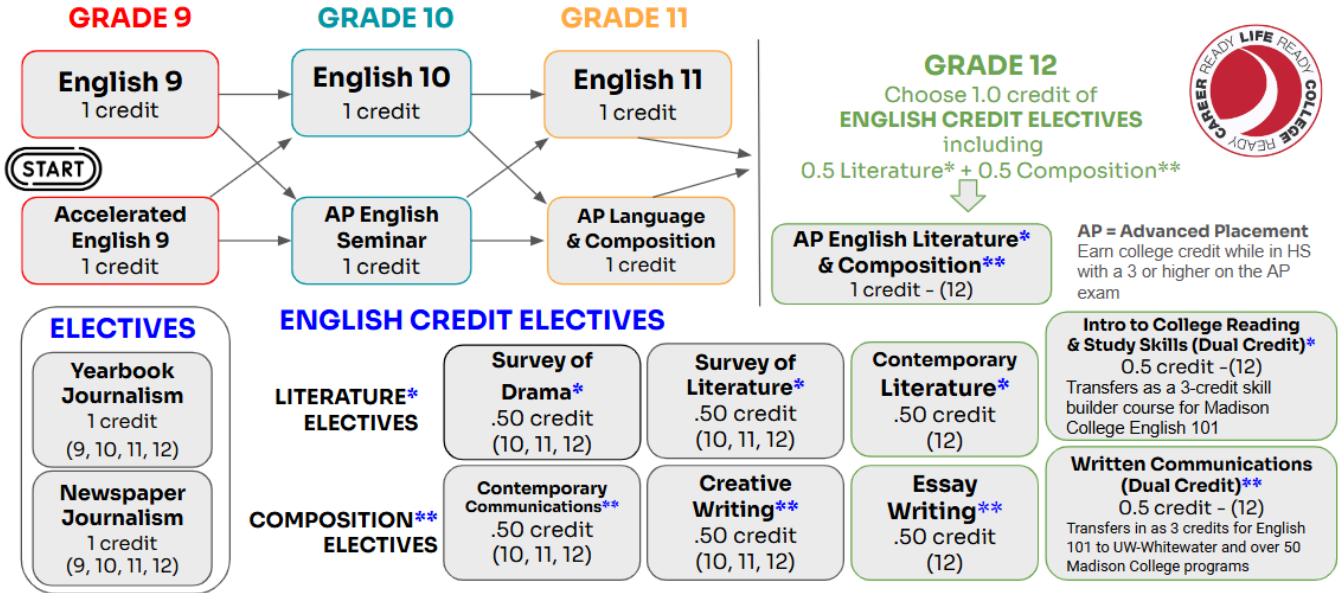 GRADE 9
GRADE 10
GRADE 11
English 9
1 credit
English 10
1 credit
English 11
1 credit
START
Accelerated
English 9
1 credit
AP English
Seminar
1 credit
AP Language
& Composition
1 credit
GRADE 12
Choose 1.0 credit of
ENGLISH CREDIT ELECTIVES
including
0.5 Literature* + 0.5 Composition**
CAREER READY LIFE READY COLLEGE READY
AP English Literature*
& Composition**
1 credit - (12)
AP = Advanced Placement
Earn college credit while in HS
with a 3 or higher on the AP
exam
ELECTIVES
Yearbook
Journalism
1 credit
(9, 10, 11, 12)
Newspaper
Journalism
1 credit
(9, 10, 11, 12)
ENGLISH CREDIT ELECTIVES
LITERATURE*
ELECTIVES
Survey of
Drama*
.50 credit
(10, 11, 12)
Survey of
Literature*
.50 credit
(10, 11, 12)
Contemporary
Literature*
.50 credit
(12)
Intro to College Reading
& Study Skills (Dual Credit)*
0.5 credit -(12)
Transfers as a 3-credit skill
builder course for Madison
College English 101
COMPOSITION**
ELECTIVES
Contemporary
Communications**
.50 credit
(10, 11, 12)
Creative
Writing**
.50 credit
(10, 11, 12)
Essay
Writing**
.50 credit
(12)
Written Communications
(Dual Credit)**
0.5 credit - (12)
Transfers in as 3 credits for English
101 to UW-Whitewater and over 50
Madison College programs